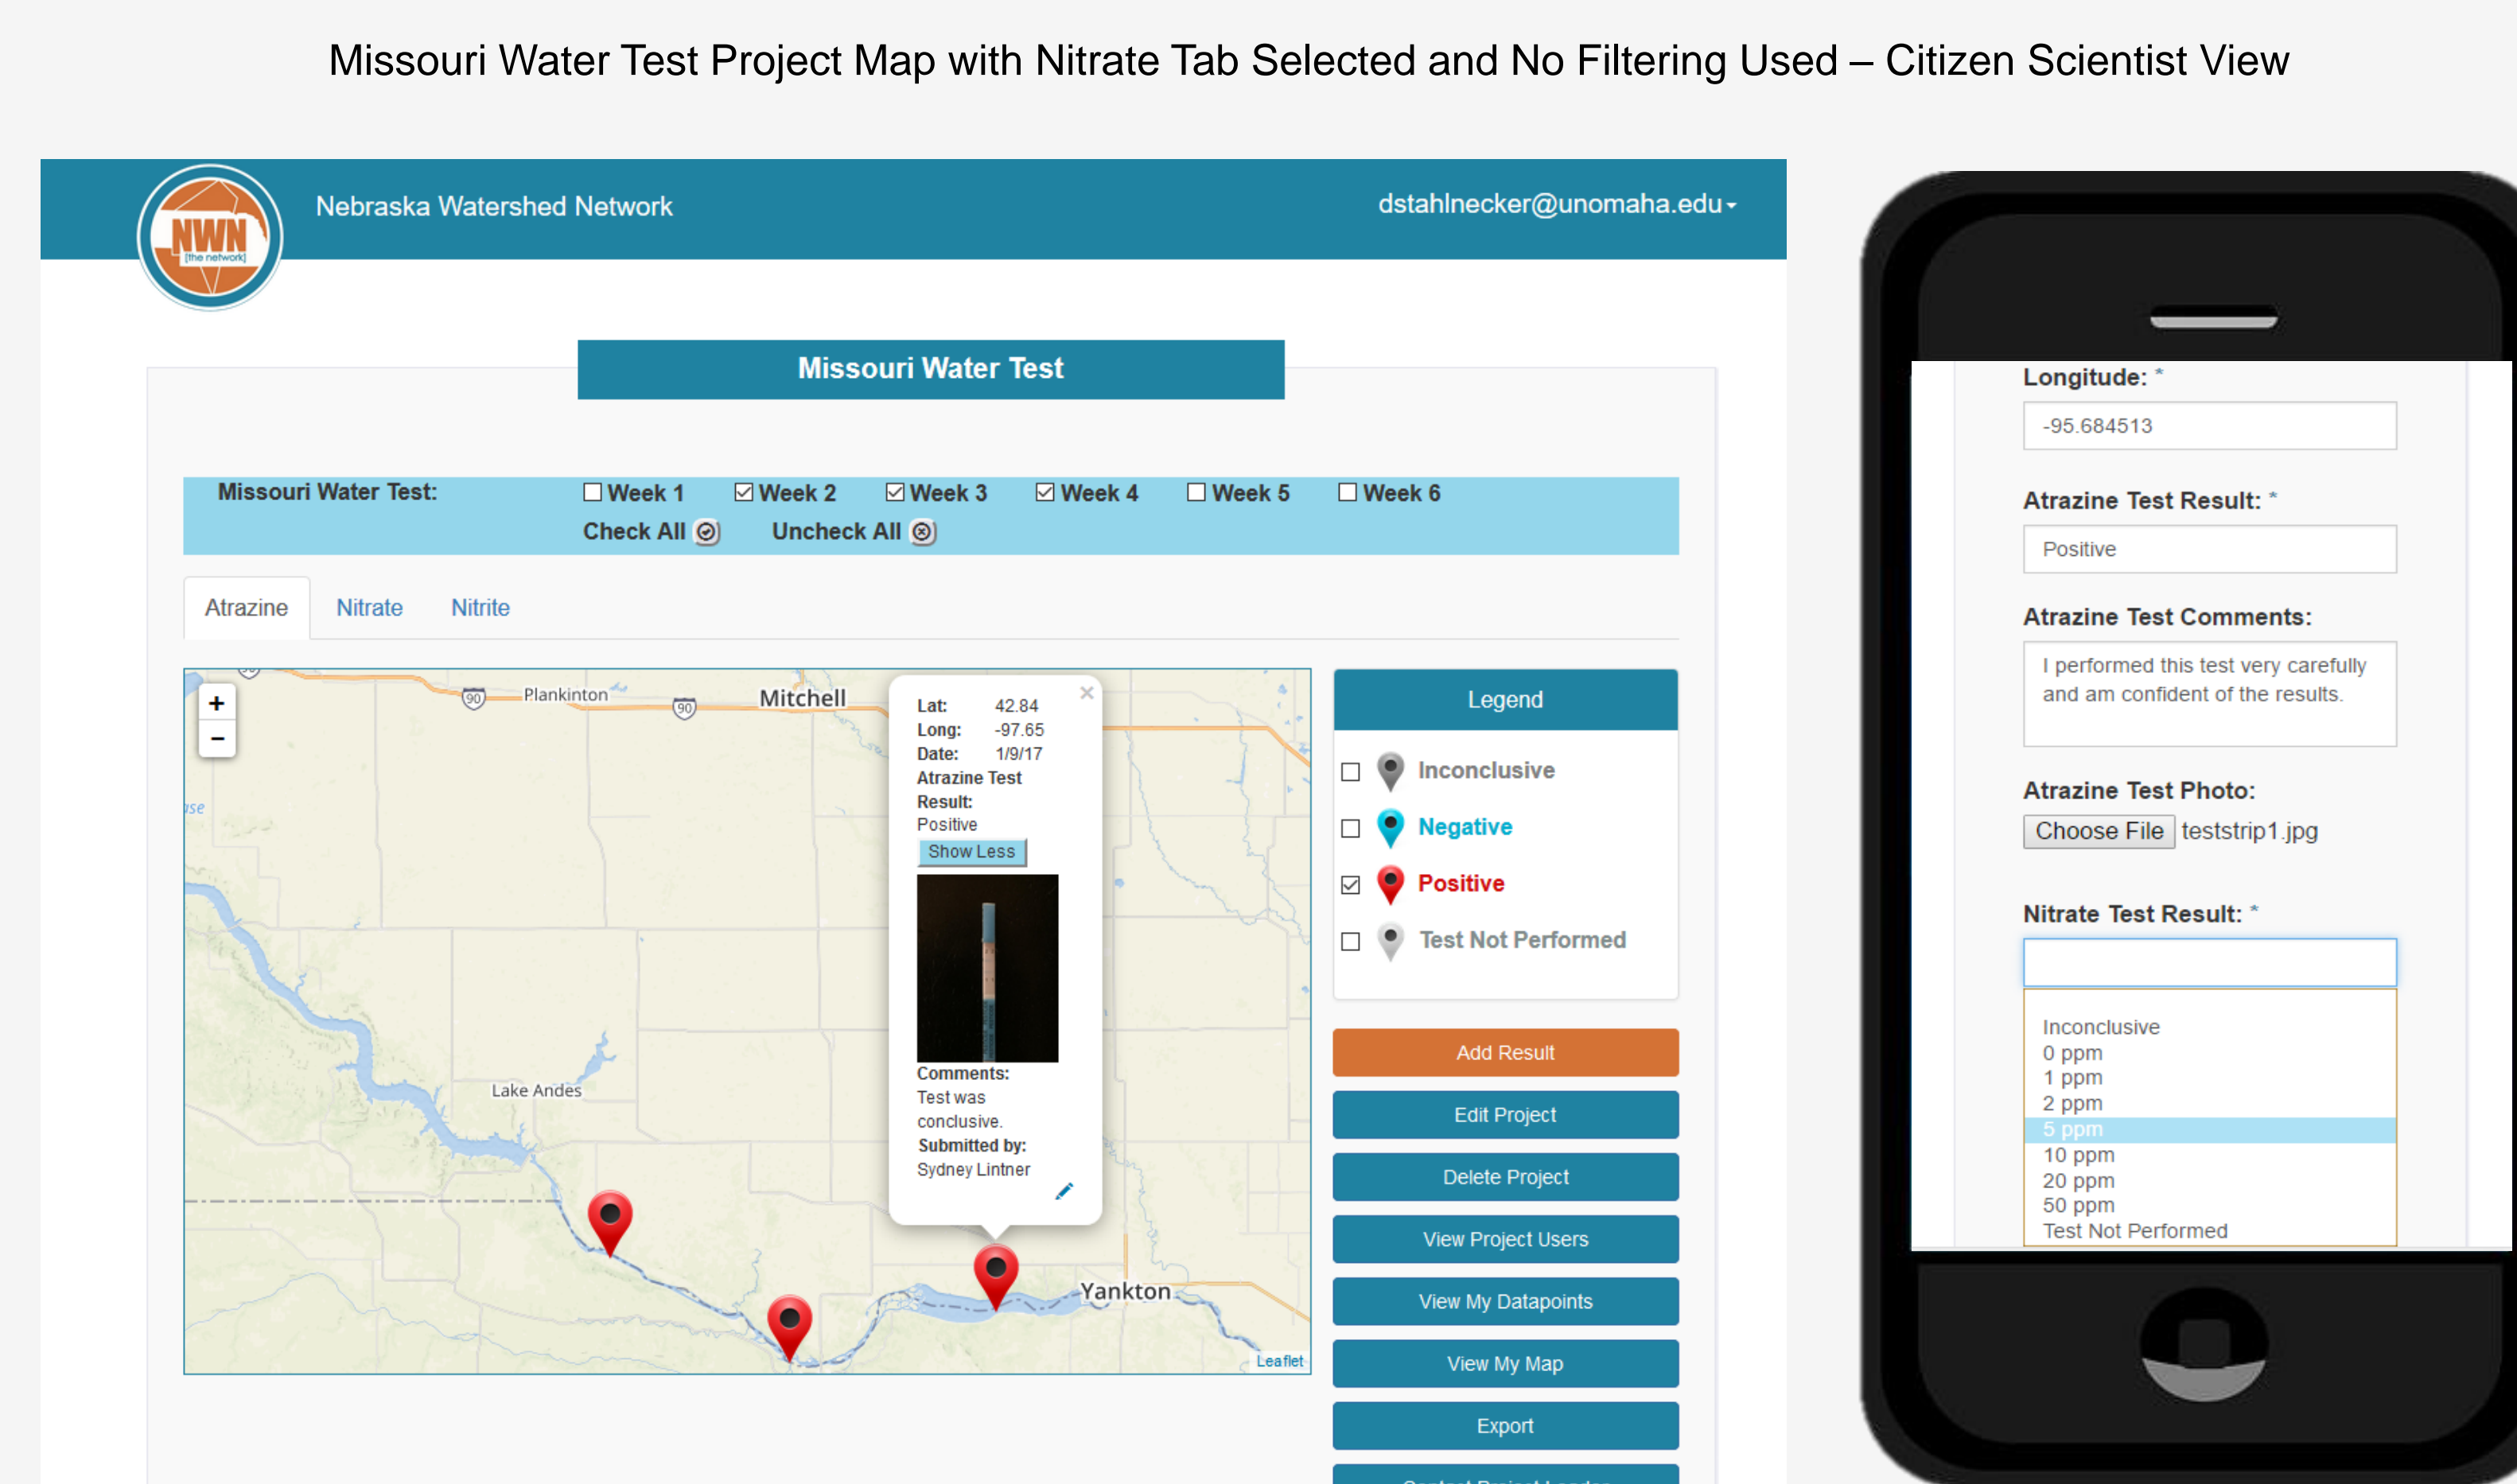 Missouri Water Test Project Map with Nitrate Tab Selected and No Filtering Used – Citizen Scientist View
NWN
[the network]
Nebraska Watershed Network
dstahlnecker@unomaha.edu
Missouri Water Test
Missouri Water Test:
Week 1 Week 2 Week 3 Week 4 Week 5 Week 6
Check All Uncheck All
Atrazine Nitrate Nitrite
+
−
90
Plankinton
90
Mitchell
Lake Andes
Yankton
Leaflet
×
Lat: 42.84
Long: -97.65
Date: 1/9/17
Atrazine Test
Result:
Positive
Show Less
Comments:
Test was
conclusive.
Submitted by:
Sydney Lintner
Legend
Inconclusive
Negative
Positive
Test Not Performed
Add Result
Edit Project
Delete Project
View Project Users
View My Datapoints
View My Map
Export
Contact Project Leader
Longitude: *
-95.684513
Atrazine Test Result: *
Positive
Atrazine Test Comments:
I performed this test very carefully
and am confident of the results.
Atrazine Test Photo:
Choose File teststrip1.jpg
Nitrate Test Result: *
Inconclusive
0 ppm
1 ppm
2 ppm
5 ppm
10 ppm
20 ppm
50 ppm
Test Not Performed